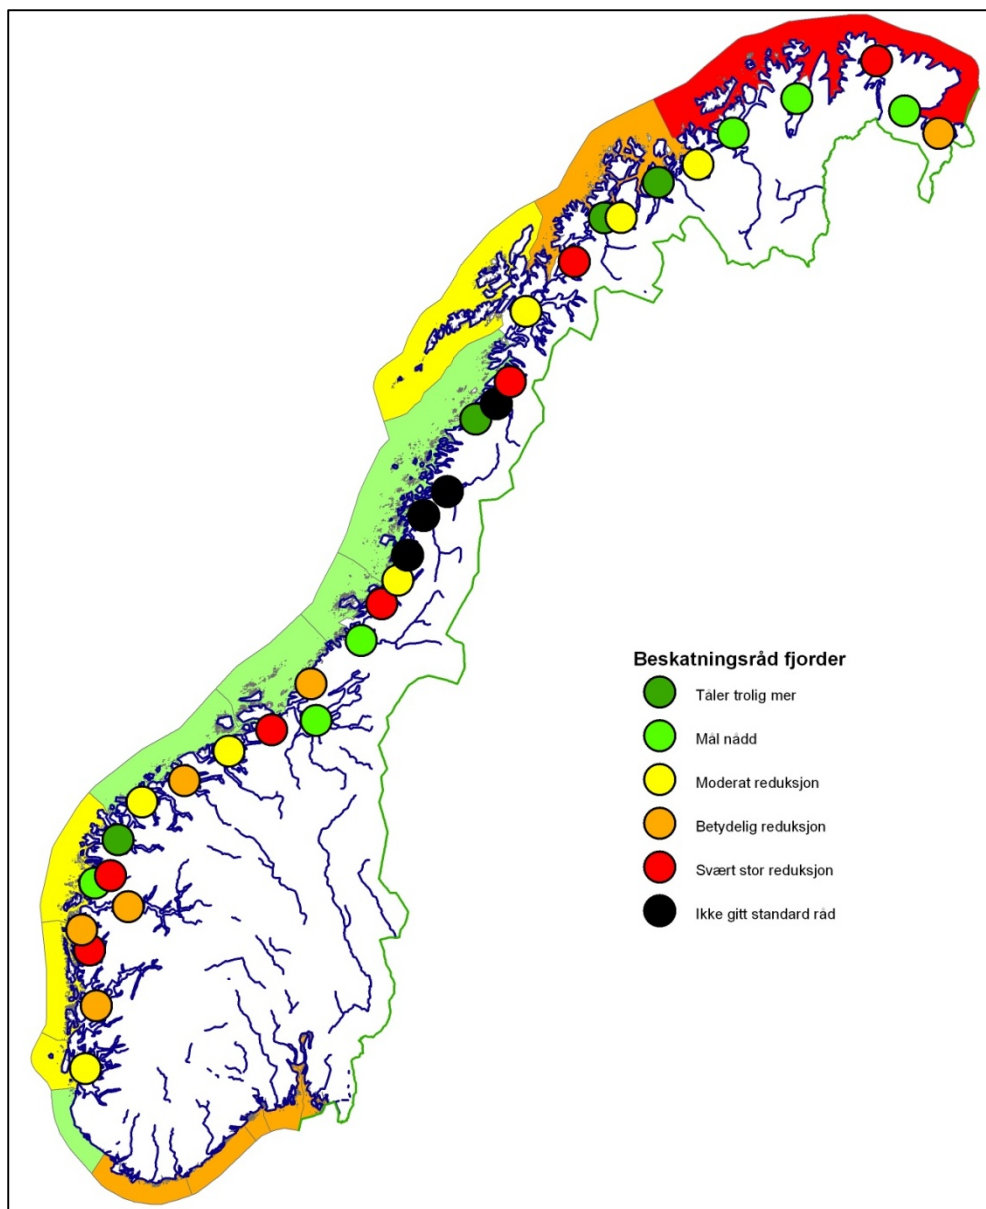 Beskatningsråd fjorder
Tåler trolig mer
Mål nådd
Moderat reduksjon
Betydelig reduksjon
Svært stor reduksjon
Ikke gitt standard råd